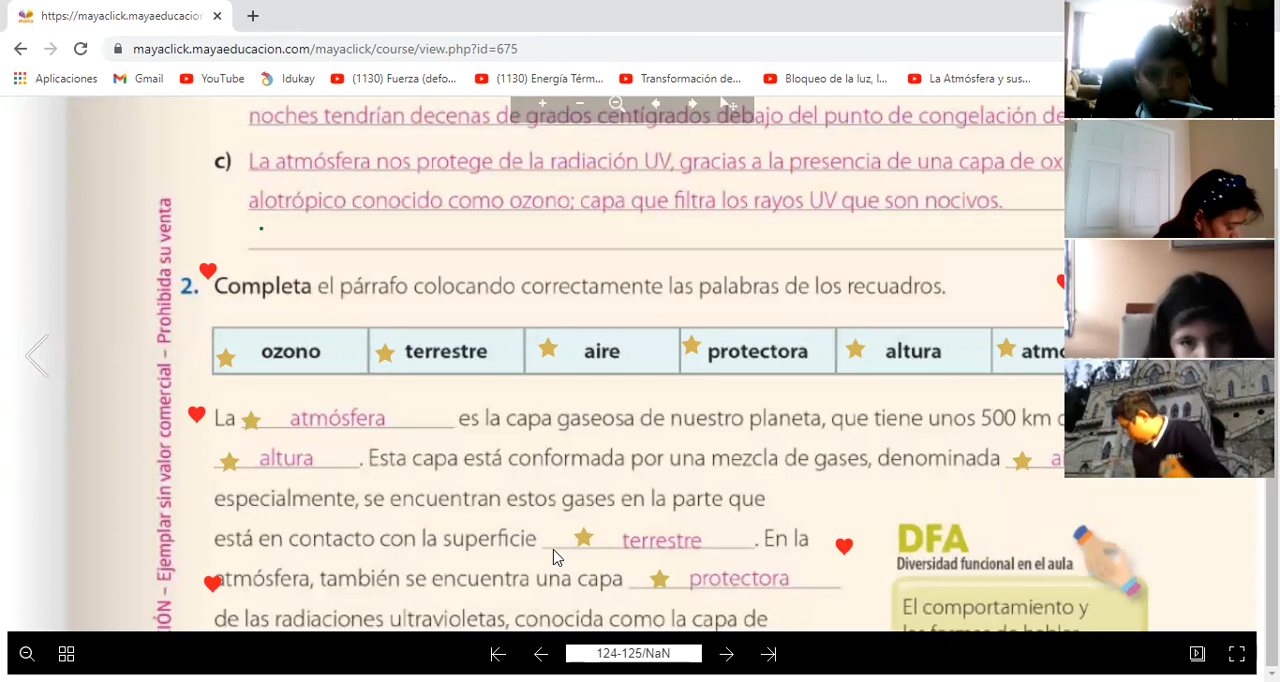 https://mayaclick.mayaeducacion
mayaclick.mayaeducacion.com/mayaclick/course/view.php?id=675
Aplicaciones Gmail YouTube Idukay (1130) Fuerza (defo... (1130) Energía Térm... Transformación de... Bloqueo de la luz, l... La Atmósfera y sus...
noches tendrían decenas de grados centígrados debajo del punto de congelación de
c) La atmósfera nos protege de la radiación UV, gracias a la presencia de una capa de ox
alotrópico conocido como ozono; capa que filtra los rayos UV que son nocivos.
2. Completa el párrafo colocando correctamente las palabras de los recuadros.
ozono terrestre aire protectora altura atmo
La atmósfera es la capa gaseosa de nuestro planeta, que tiene unos 500 km
altura. Esta capa está conformada por una mezcla de gases, denominada
especialmente, se encuentran estos gases en la parte que
está en contacto con la superficie terrestre. En la
atmósfera, también se encuentra una capa protectora
de las radiaciones ultravioletas, conocida como la capa de
DFA
Diversidad funcional en el aula
El comportamiento y
CIÓN – Ejemplar sin valor comercial – Prohibida su venta
124-125/NaN